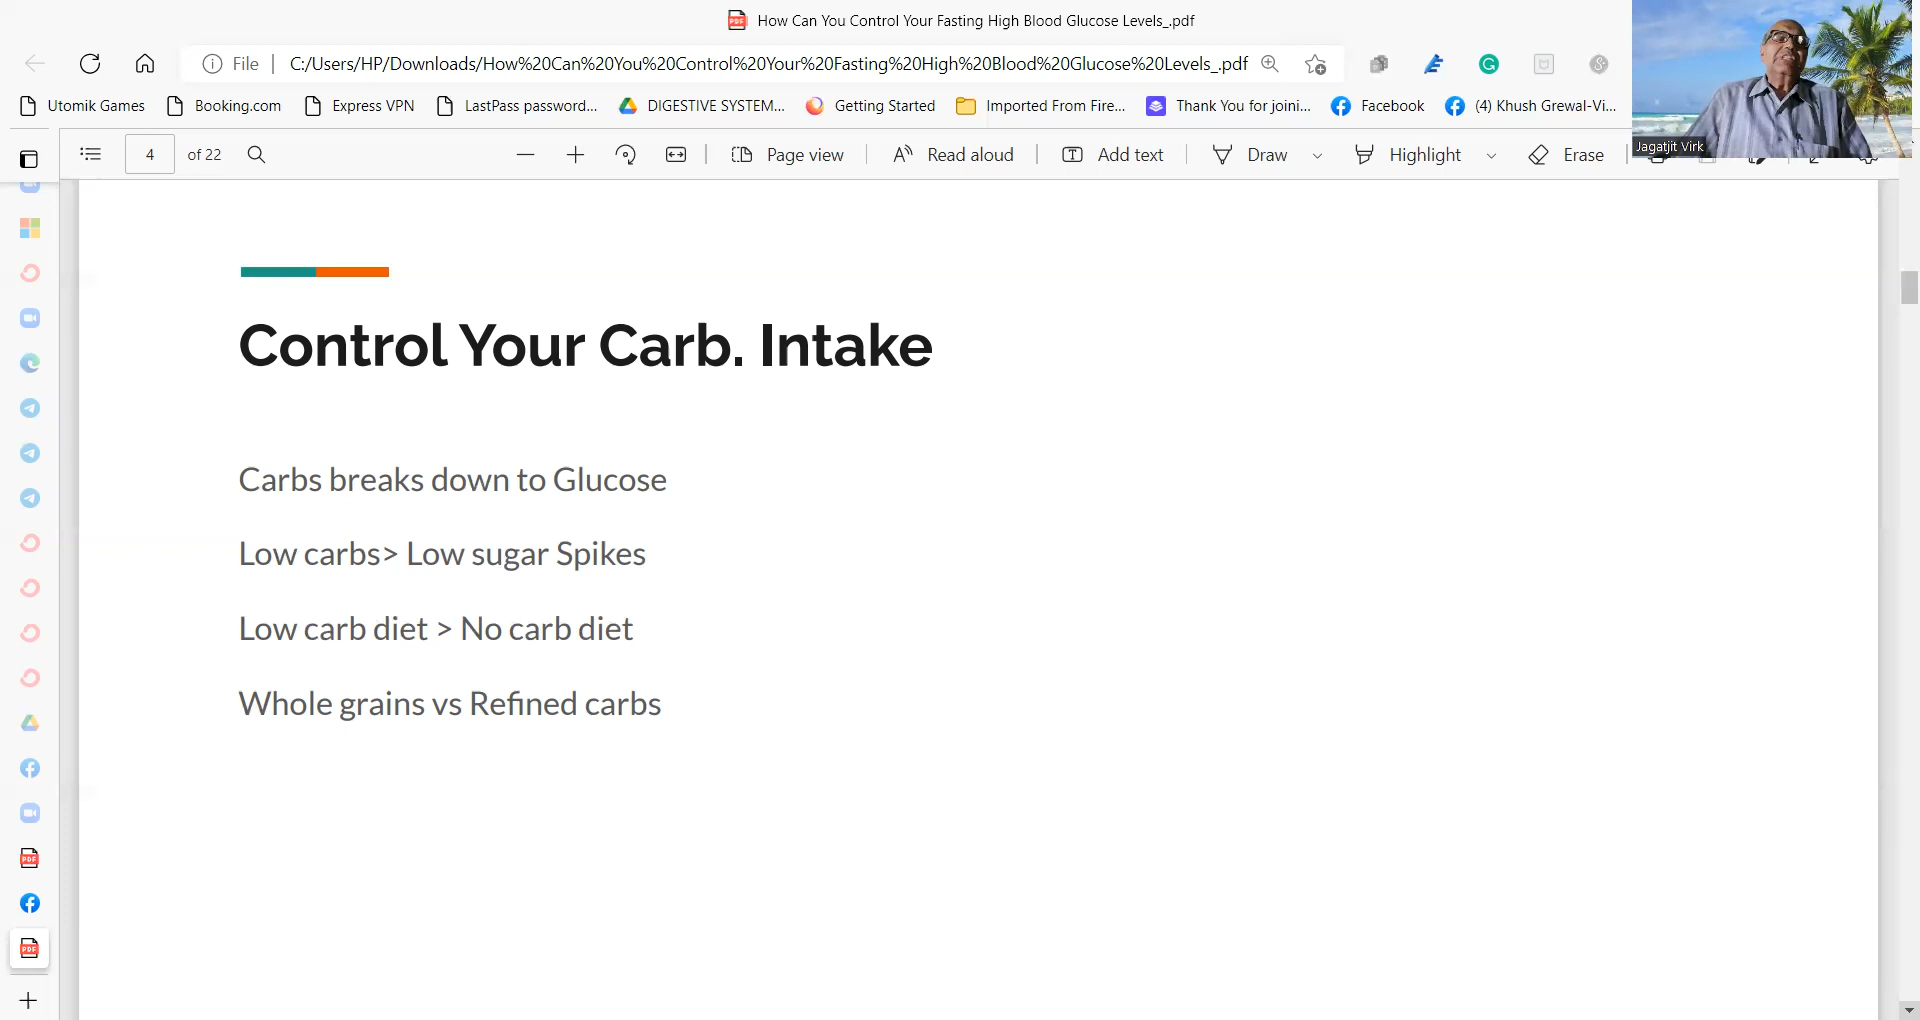 How Can You Control Your Fasting High Blood Glucose Levels_.pdf
File | C:/Users/HP/Downloads/How%20Can%20You%20Control%20Your%20Fasting%20High%20Blood%20Glucose%20Levels_.pdf
Utomik Games Booking.com Express VPN LastPass password... DIGESTIVE SYSTEM... Getting Started Imported From Fire... Thank You for joini... Facebook (4) Khush Grewal-Vi...
Jagatjit Virk
4 of 22 Page view Read aloud Add text Draw Highlight Erase
Control Your Carb. Intake
Carbs breaks down to Glucose
Low carbs> Low sugar Spikes
Low carb diet > No carb diet
Whole grains vs Refined carbs